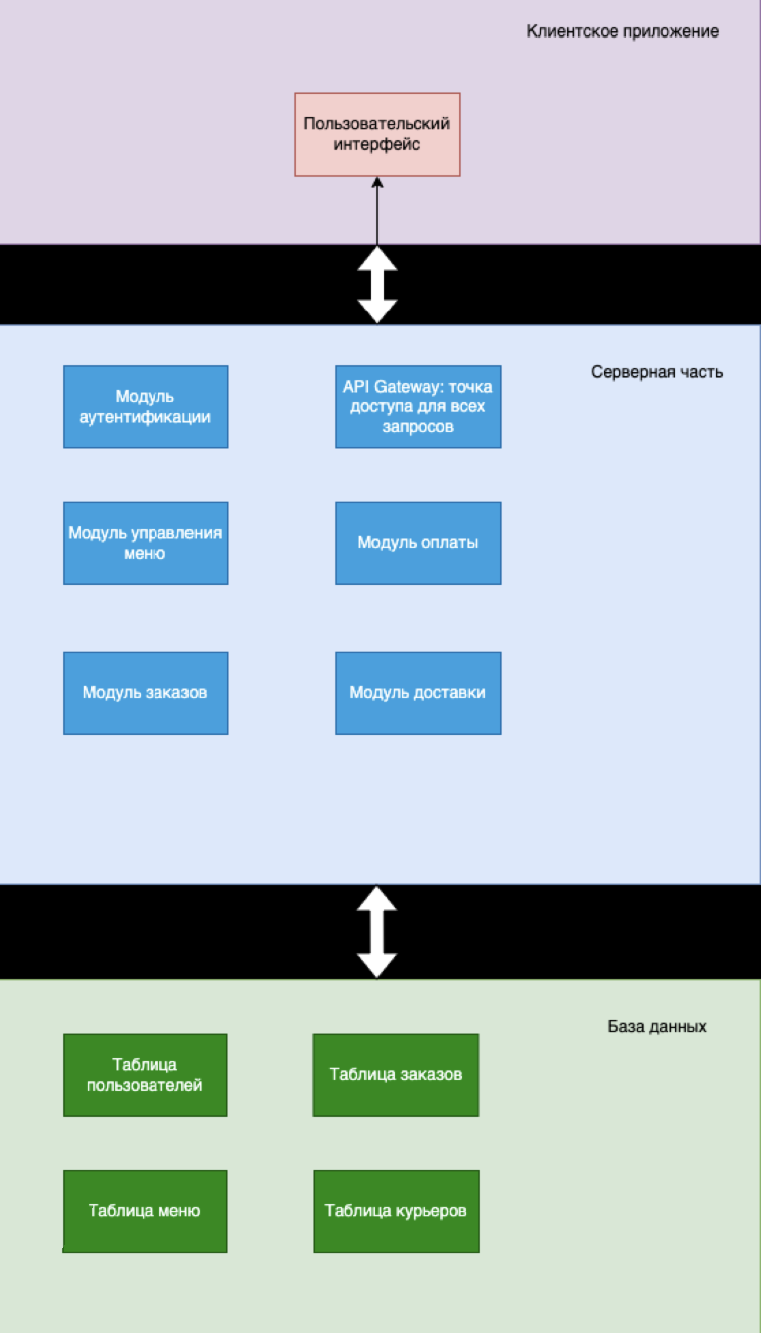 Клиентское приложение
Пользовательский
интерфейс
Серверная часть
Модуль
аутентификации
API Gateway: точка
доступа для всех
запросов
Модуль управления
меню
Модуль оплаты
Модуль заказов
Модуль доставки
База данных
Таблица
пользователей
Таблица заказов
Таблица меню
Таблица курьеров